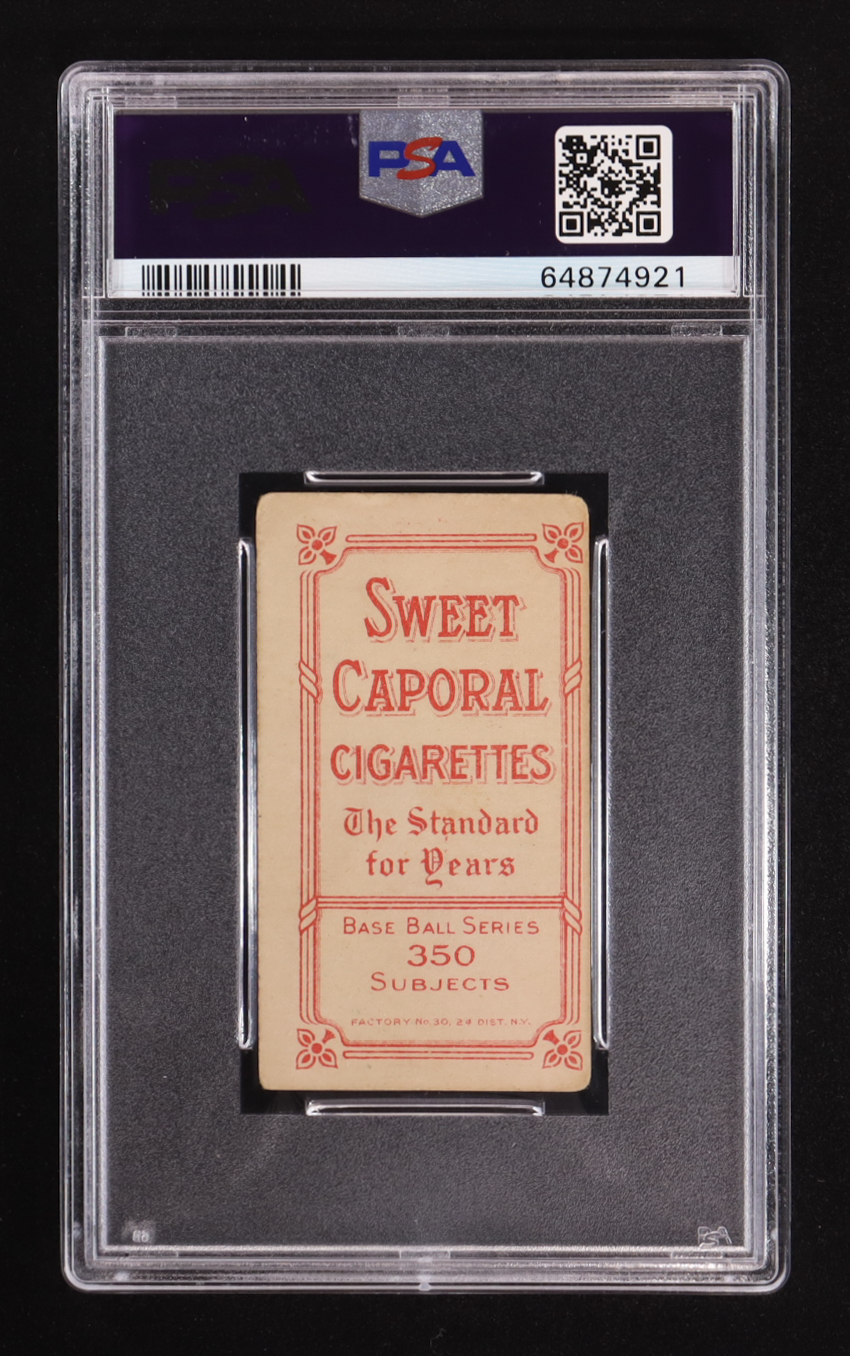 PSA
64874921
SWEET
CAPORAL
CIGARETTES
The Standard
for Years
BASE BALL SERIES
350
SUBJECTS
FACTORY No. 30, 2d DIST. N.Y.